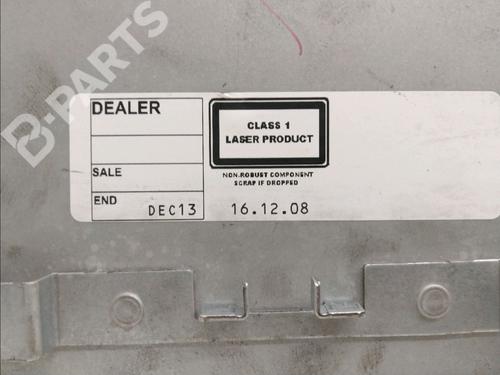 B-PARTS
DEALER
CLASS 1
LASER PRODUCT
SALE
NON-ROBUST COMPONENT
SCRAP IF DROPPED
END
DEC13
16.12.08